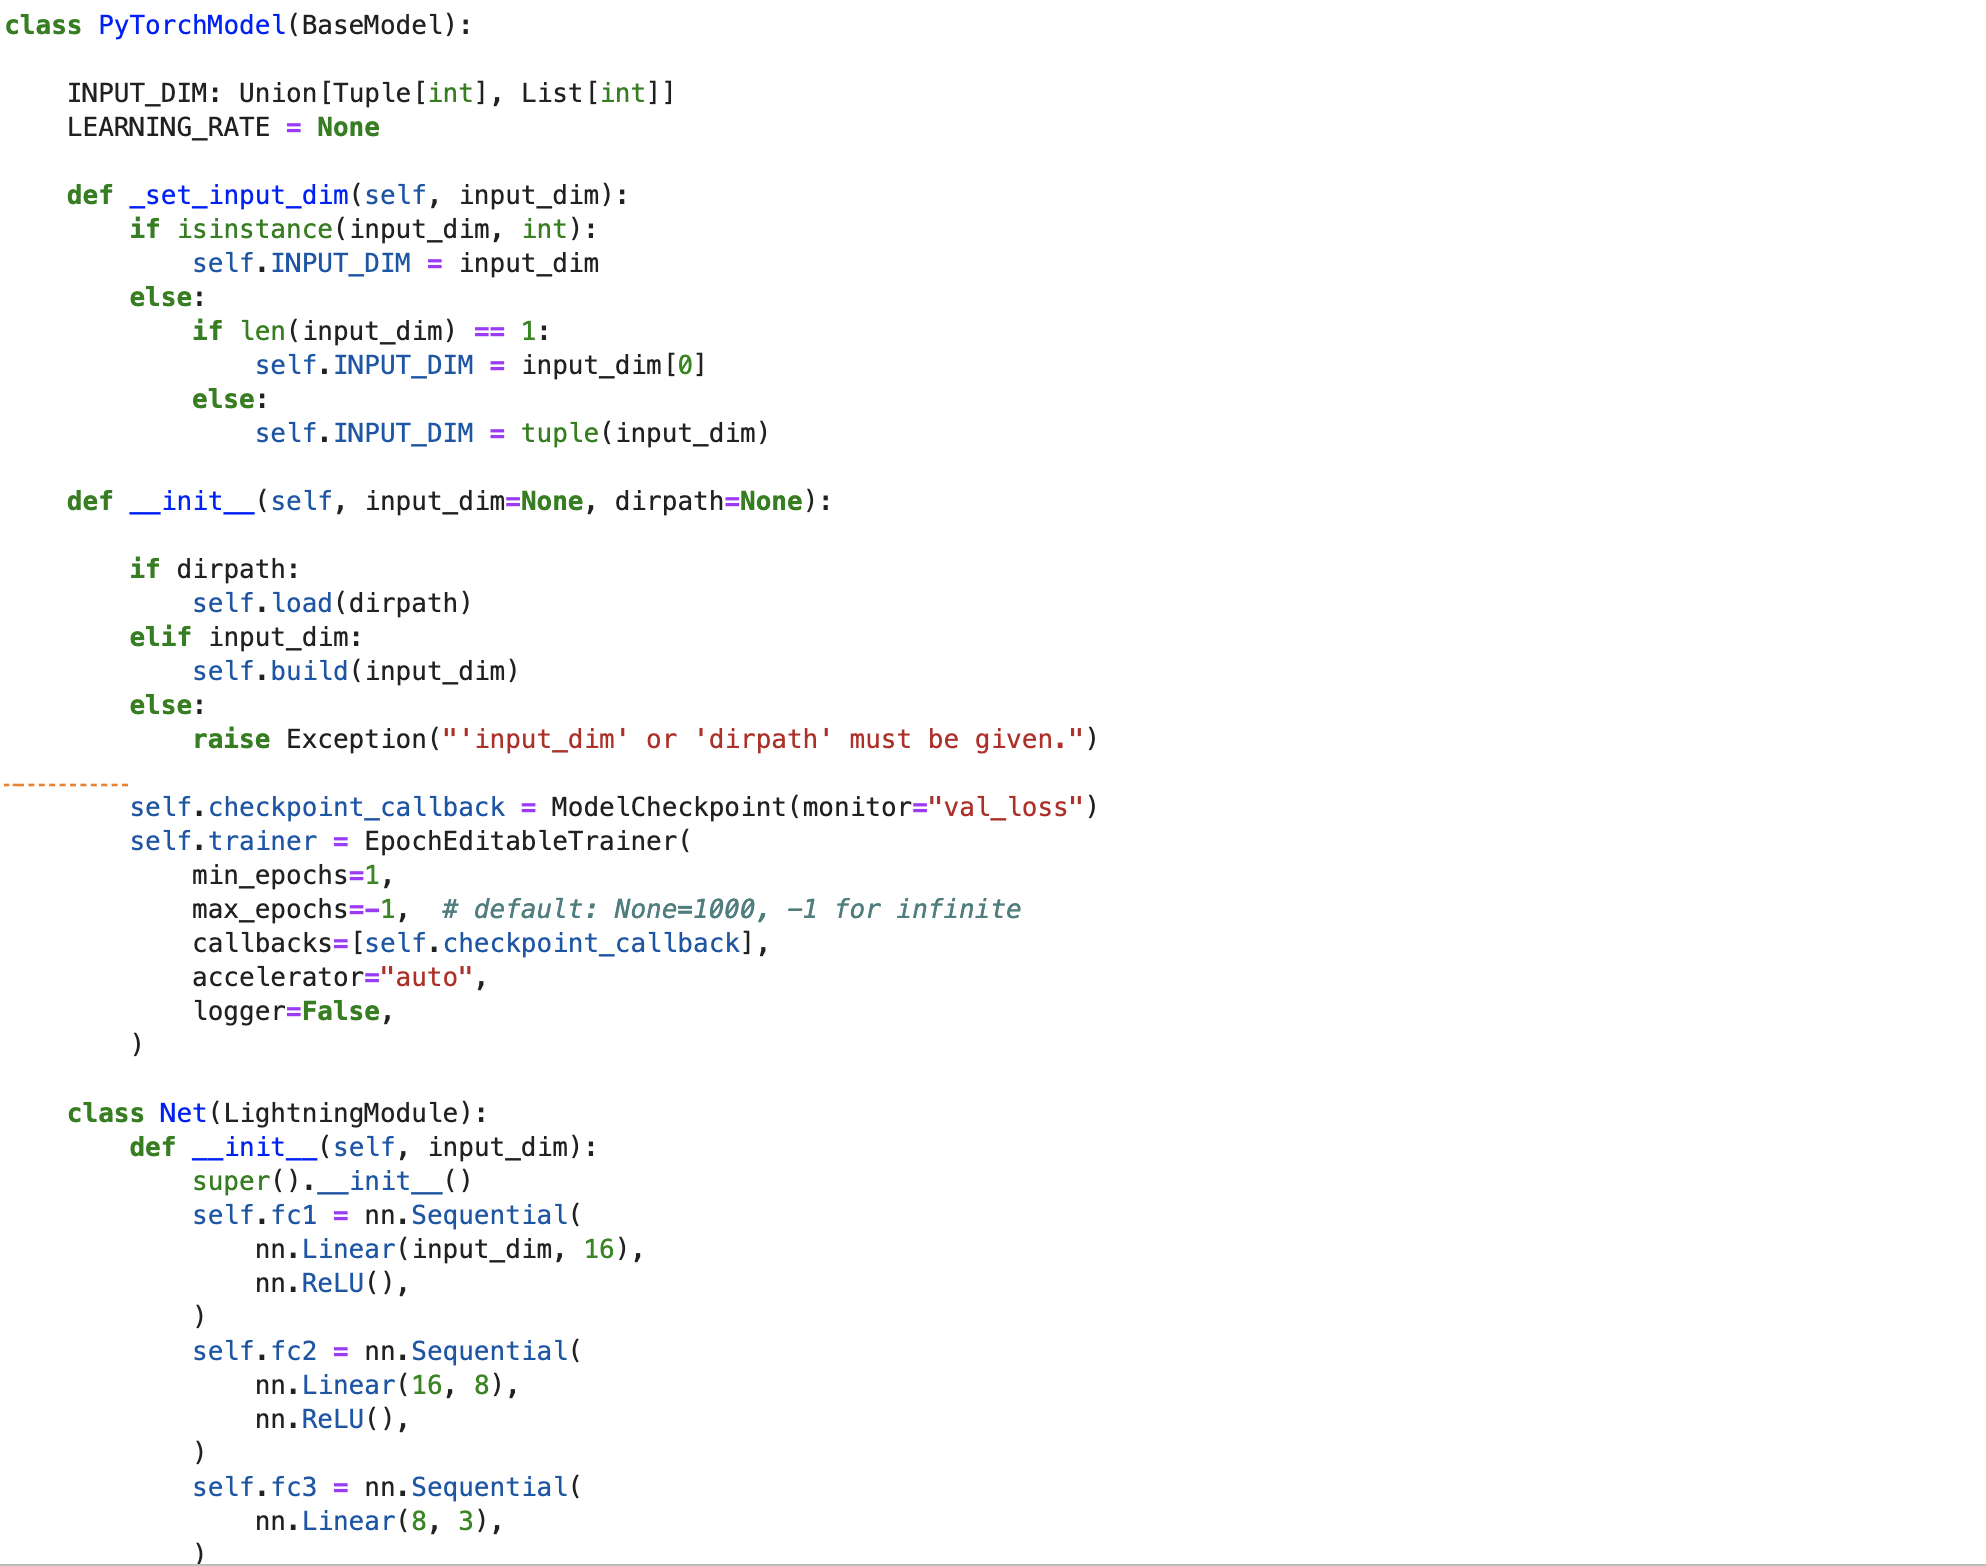 class PyTorchModel(BaseModel):
    INPUT_DIM: Union[Tuple[int], List[int]]
    LEARNING_RATE = None
    def _set_input_dim(self, input_dim):
        if isinstance(input_dim, int):
            self.INPUT_DIM = input_dim
        else:
            if len(input_dim) == 1:
                self.INPUT_DIM = input_dim[0]
            else:
                self.INPUT_DIM = tuple(input_dim)
    def __init__(self, input_dim=None, dirpath=None):
        if dirpath:
            self.load(dirpath)
        elif input_dim:
            self.build(input_dim)
        else:
            raise Exception("'input_dim' or 'dirpath' must be given.")
        self.checkpoint_callback = ModelCheckpoint(monitor="val_loss")
        self.trainer = EpochEditableTrainer(
            min_epochs=1,
            max_epochs=-1,  # default: None=1000, -1 for infinite
            callbacks=[self.checkpoint_callback],
            accelerator="auto",
            logger=False,
        )
    class Net(LightningModule):
        def __init__(self, input_dim):
            super().__init__()
            self.fc1 = nn.Sequential(
                nn.Linear(input_dim, 16),
                nn.ReLU(),
            )
            self.fc2 = nn.Sequential(
                nn.Linear(16, 8),
                nn.ReLU(),
            )
            self.fc3 = nn.Sequential(
                nn.Linear(8, 3),
            )